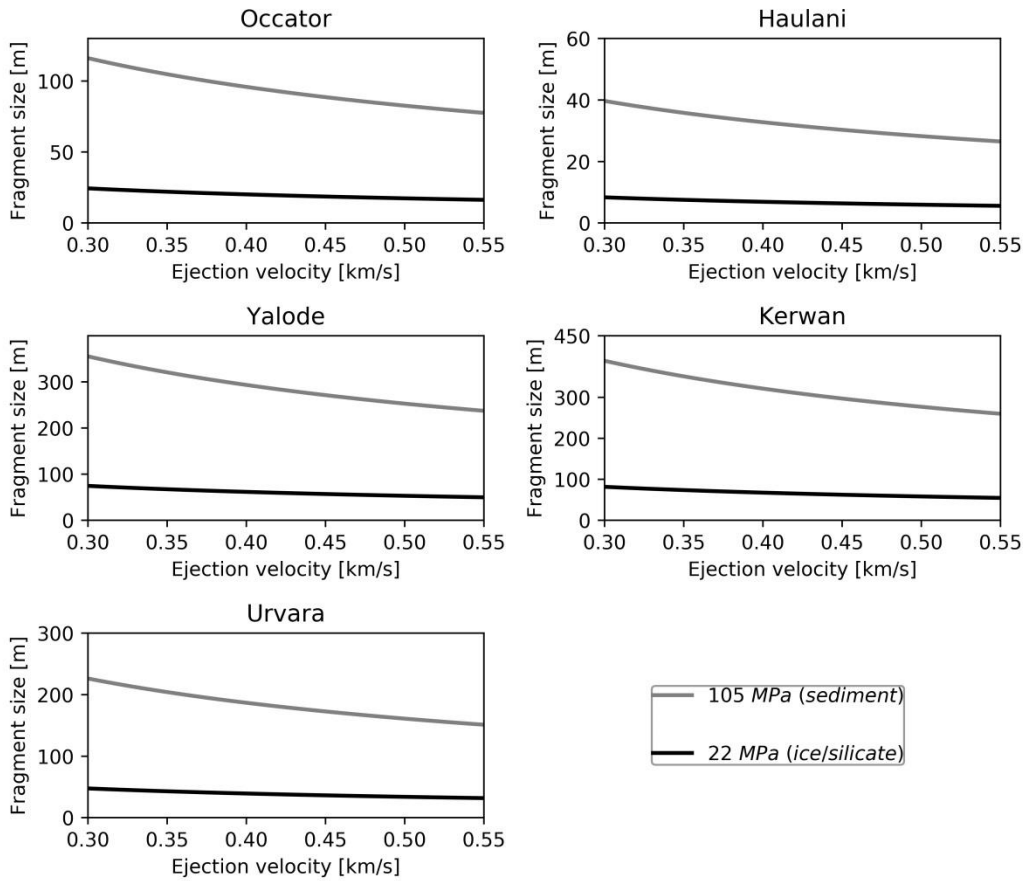 Occator
Fragment size [m]
100
50
0
0.30 0.35 0.40 0.45 0.50 0.55
Ejection velocity [km/s]
Haulani
Fragment size [m]
60
40
20
0
0.30 0.35 0.40 0.45 0.50 0.55
Ejection velocity [km/s]
Yalode
Fragment size [m]
300
200
100
0
0.30 0.35 0.40 0.45 0.50 0.55
Ejection velocity [km/s]
Kerwan
Fragment size [m]
450
300
200
100
0
0.30 0.35 0.40 0.45 0.50 0.55
Ejection velocity [km/s]
Urvara
Fragment size [m]
300
200
100
0
0.30 0.35 0.40 0.45 0.50 0.55
Ejection velocity [km/s]
105 MPa (sediment)
22 MPa (ice/silicate)